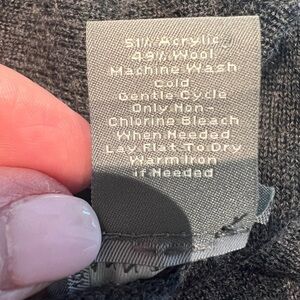 51% Acrylic
49% Wool
Machine Wash
Cold
Gentle Cycle
Only Non-
Chlorine Bleach
When Needed
Lay Flat To Dry
Warm Iron
if Needed